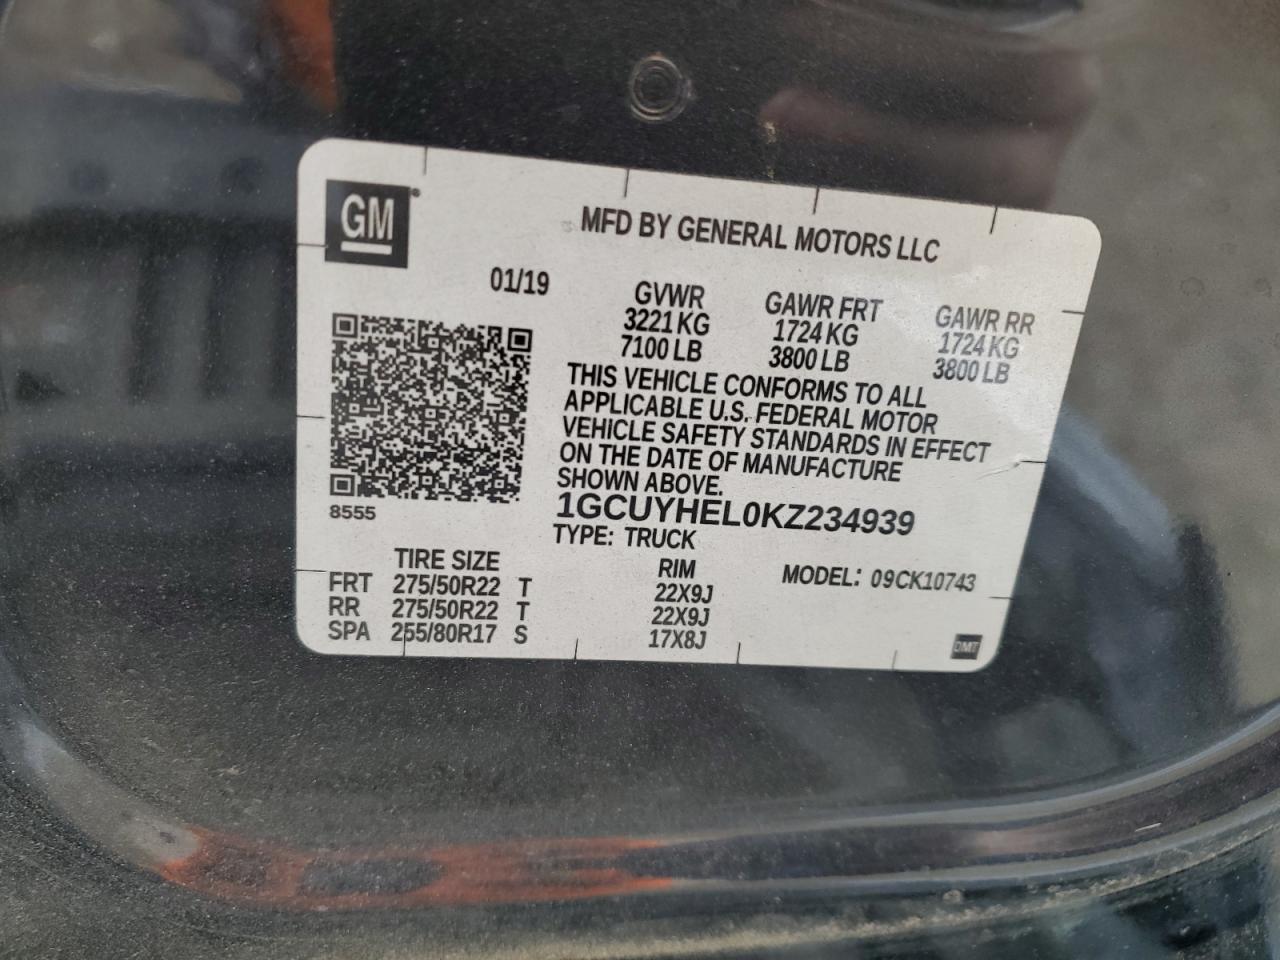 GM
MFD BY GENERAL MOTORS LLC
01/19
GVWR
3221 KG
7100 LB
GAWR FRT
1724 KG
3800 LB
GAWR RR
1724 KG
3800 LB
THIS VEHICLE CONFORMS TO ALL
APPLICABLE U.S. FEDERAL MOTOR
VEHICLE SAFETY STANDARDS IN EFFECT
ON THE DATE OF MANUFACTURE
SHOWN ABOVE.
8555
1GCUYHEL0KZ234939
TYPE: TRUCK
MODEL: 09CK10743
TIRE SIZE RIM
FRT 275/50R22 T 22X9J
RR 275/50R22 T 22X9J
SPA 255/80R17 S 17X8J
DMT